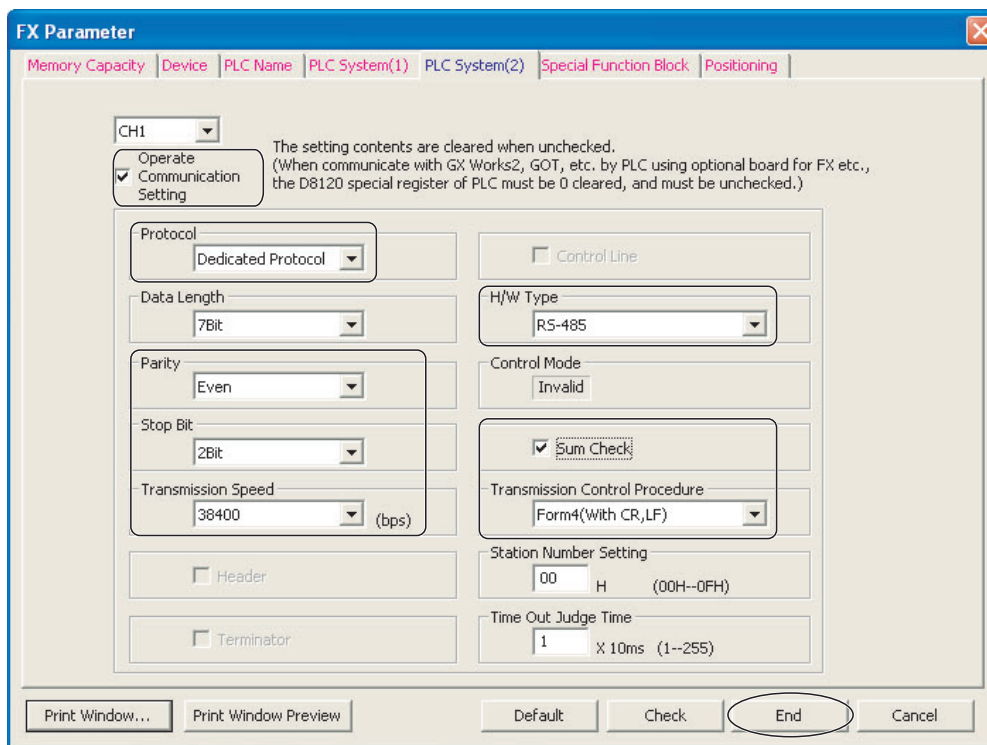 FX Parameter
Memory Capacity Device PLC Name PLC System(1) PLC System(2) Special Function Block Positioning
CH1
Operate
Communication
Setting
The setting contents are cleared when unchecked.
(When communicate with GX Works2, GOT, etc. by PLC using optional board for FX etc.,
the D8120 special register of PLC must be 0 cleared, and must be unchecked.)
Protocol
Dedicated Protocol
Control Line
Data Length
7Bit
H/W Type
RS-485
Parity
Even
Control Mode
Invalid
Stop Bit
2Bit
Sum Check
Transmission Speed
38400 (bps)
Transmission Control Procedure
Form4(With CR,LF)
Header
Station Number Setting
00 H (00H--0FH)
Terminator
Time Out Judge Time
1 X 10ms (1--255)
Print Window... Print Window Preview Default Check End Cancel